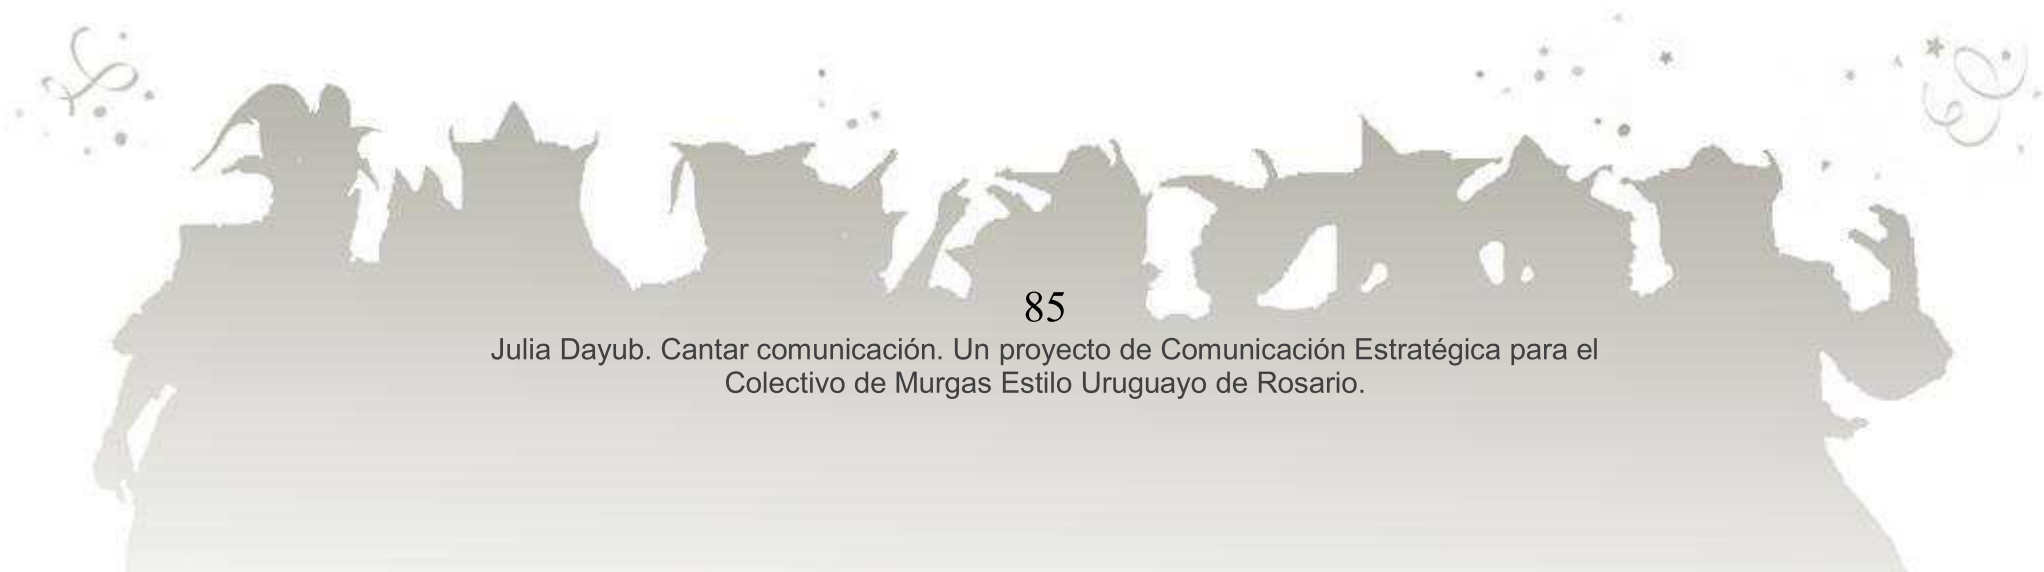 85
Julia Dayub. Cantar comunicación. Un proyecto de Comunicación Estratégica para el
Colectivo de Murgas Estilo Uruguayo de Rosario.